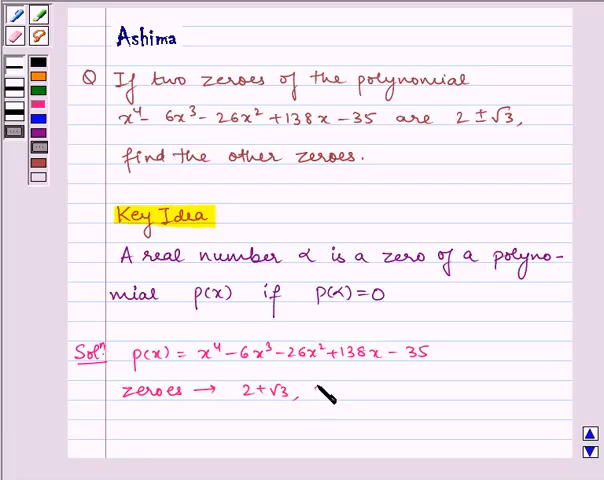 Ashima
Q If two zeroes of the polynomial
x⁴ - 6x³ - 26x² + 138x - 35 are 2 ± √3,
find the other zeroes.
Key Idea
A real number α is a zero of a polyno-
mial p(x) if p(α) = 0
Solⁿ p(x) = x⁴ - 6x³ - 26x² + 138x - 35
zeroes → 2 + √3,